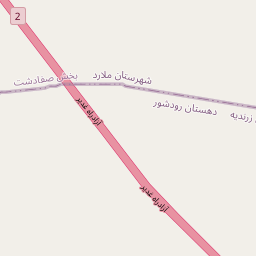 2
شهرستان ملارد
بخش صفادشت
دهستان رودشور
زرندیه
آزادراه غدیر
آزادراه غدیر